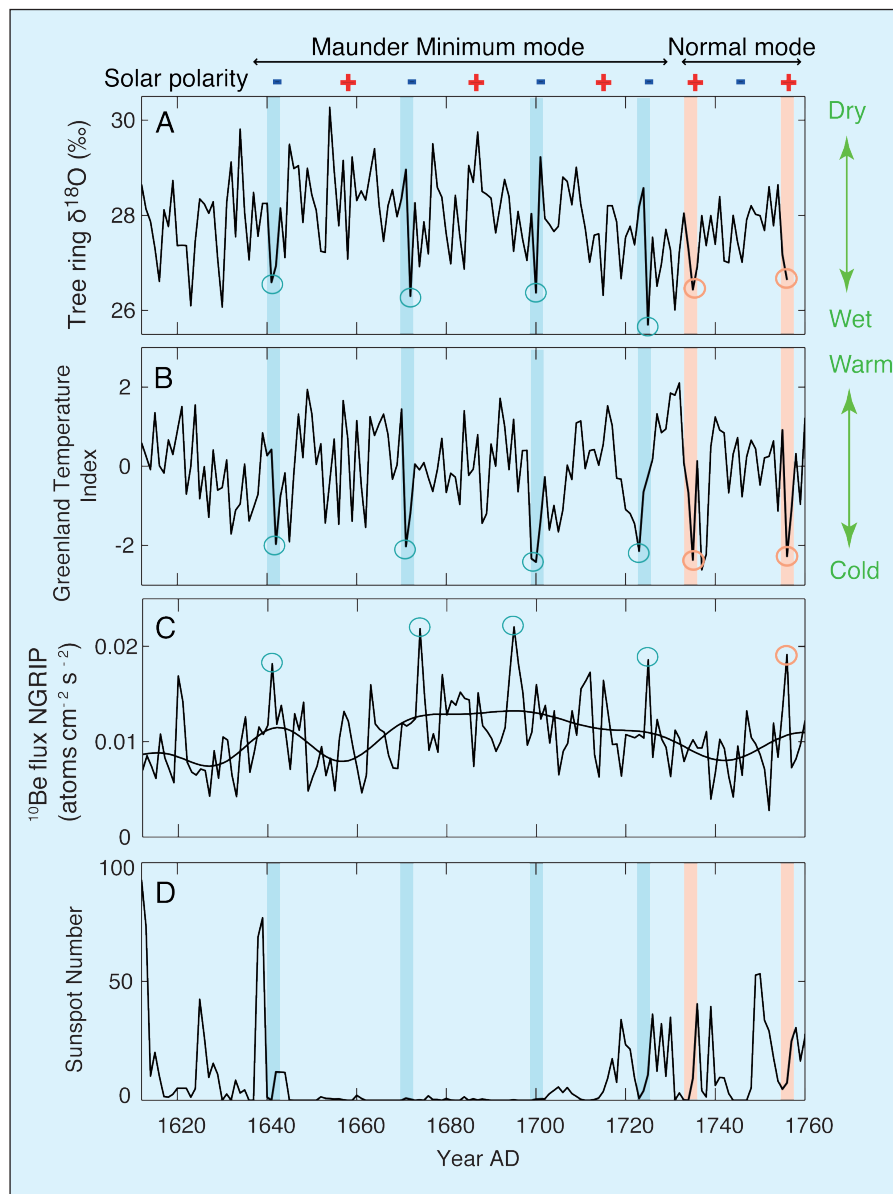 Maunder Minimum mode Normal mode
Solar polarity - + - + - + - + - +
A
Tree ring δ18O (‰)
30
28
26
Dry
Wet
B
Greenland Temperature
Index
2
0
-2
Warm
Cold
C
10Be flux NGRIP
(atoms cm-2 s-2)
0.02
0.01
0
D
Sunspot Number
100
50
0
1620 1640 1660 1680 1700 1720 1740 1760
Year AD